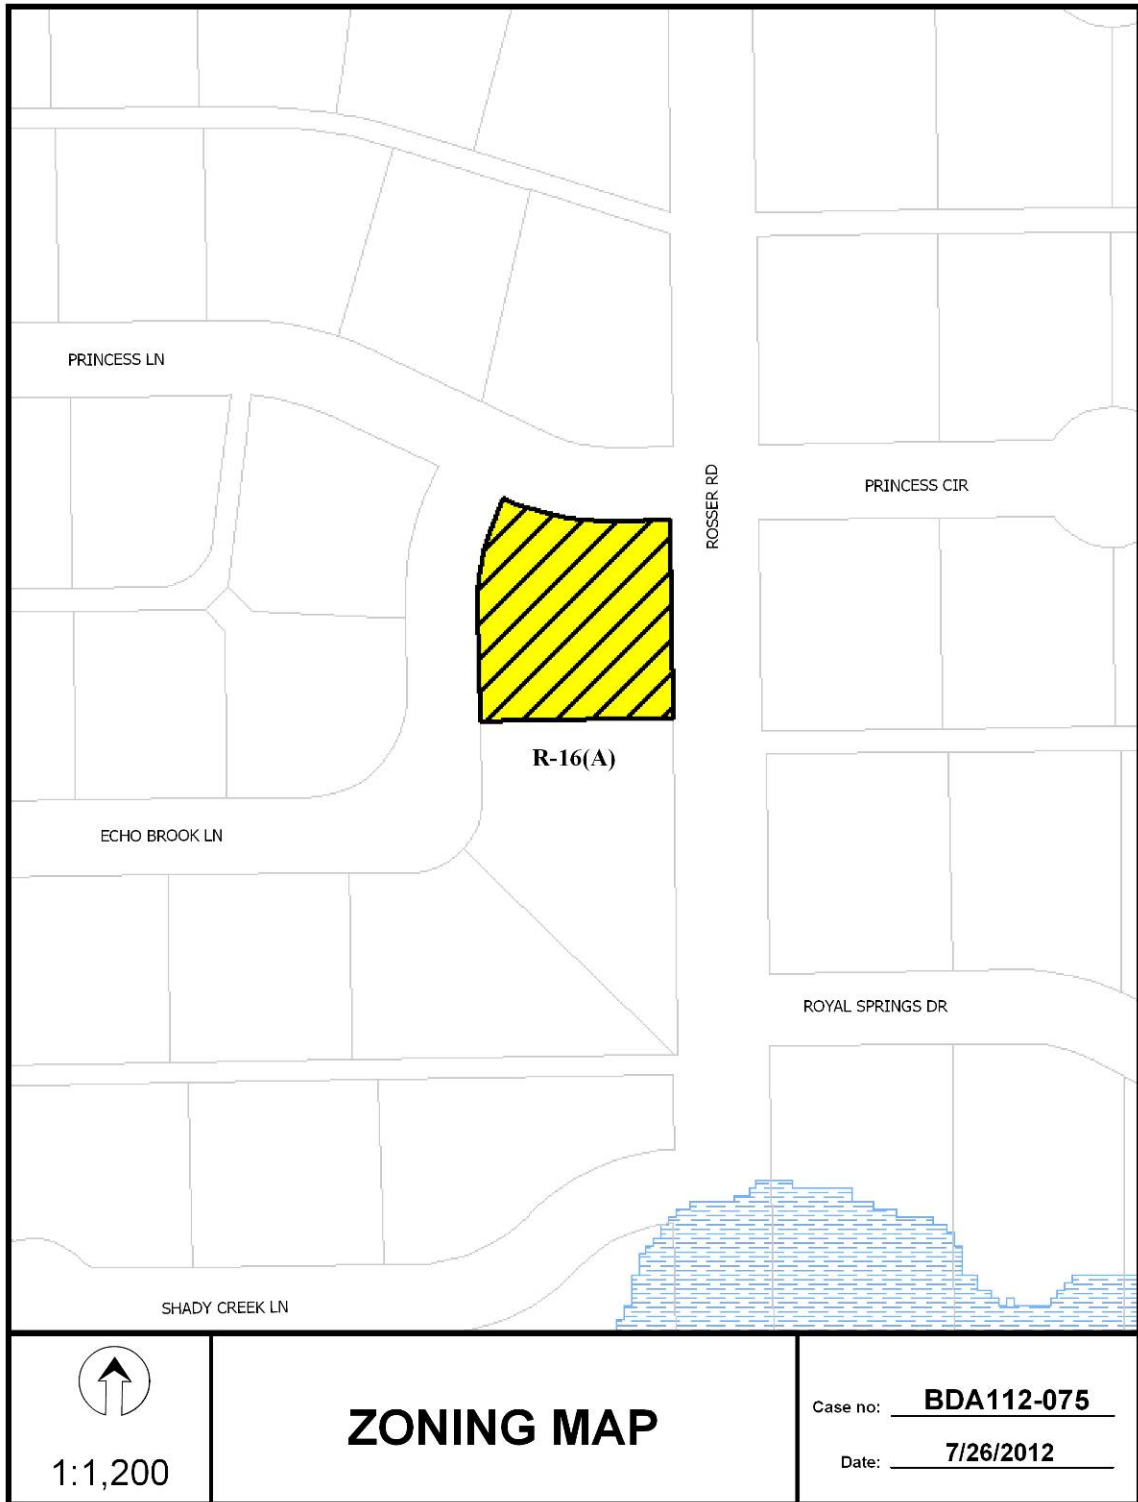 PRINCESS LN
ROSSER RD
PRINCESS CIR
R-16(A)
ECHO BROOK LN
ROYAL SPRINGS DR
SHADY CREEK LN
1:1,200
ZONING MAP
Case no: BDA112-075
Date: 7/26/2012